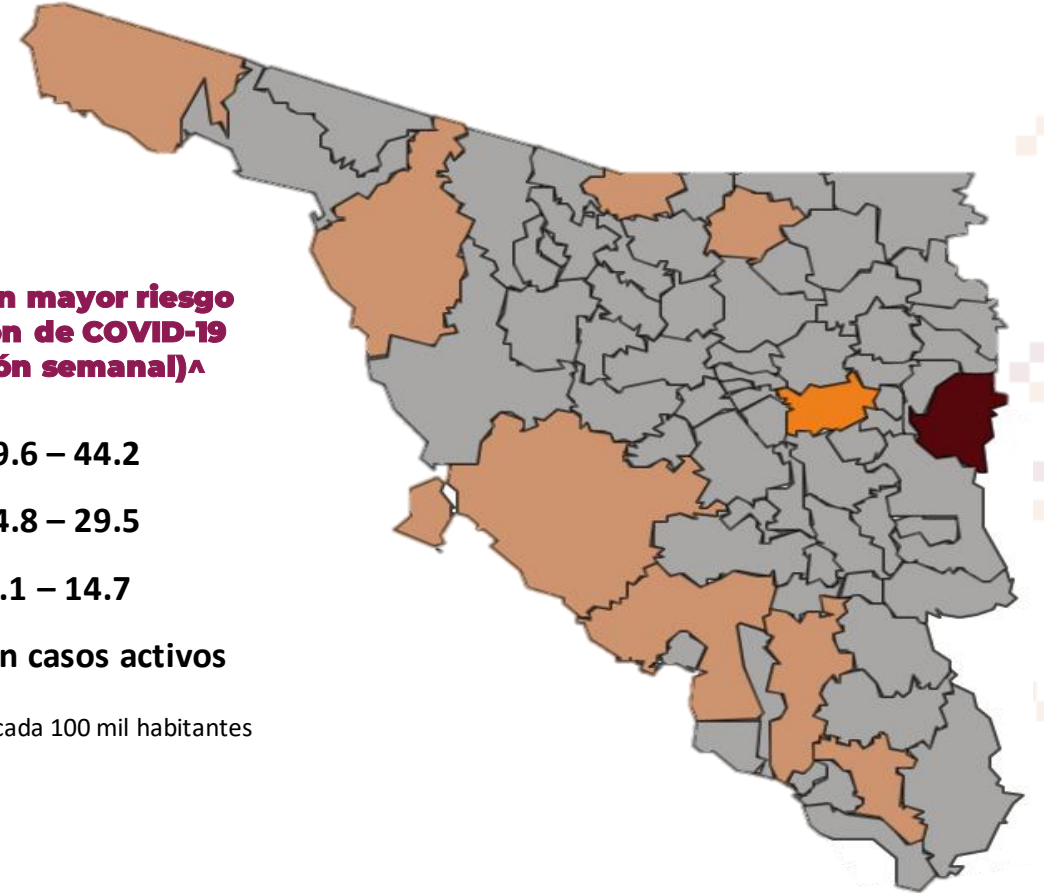 n mayor riesgo
ón de COVID-19
ón semanal)^
9.6 – 44.2
4.8 – 29.5
.1 – 14.7
n casos activos
cada 100 mil habitantes